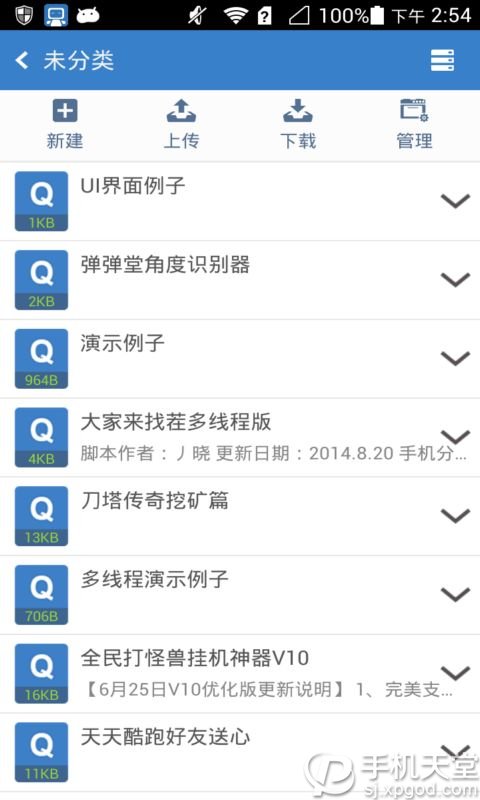 100% 下午 2:54
未分类
新建 上传 下载 管理
UI界面例子
Q
1KB
弹弹堂角度识别器
Q
2KB
演示例子
Q
964B
大家来找茬多线程版
脚本作者：丿晓 更新日期：2014.8.20 手机分...
Q
4KB
刀塔传奇挖矿篇
Q
13KB
多线程演示例子
Q
706B
全民打怪兽挂机神器V10
【6月25日V10优化版更新说明】 1、完美支...
Q
16KB
天天酷跑好友送心
Q
11KB
手机天堂
sj.xpgod.com